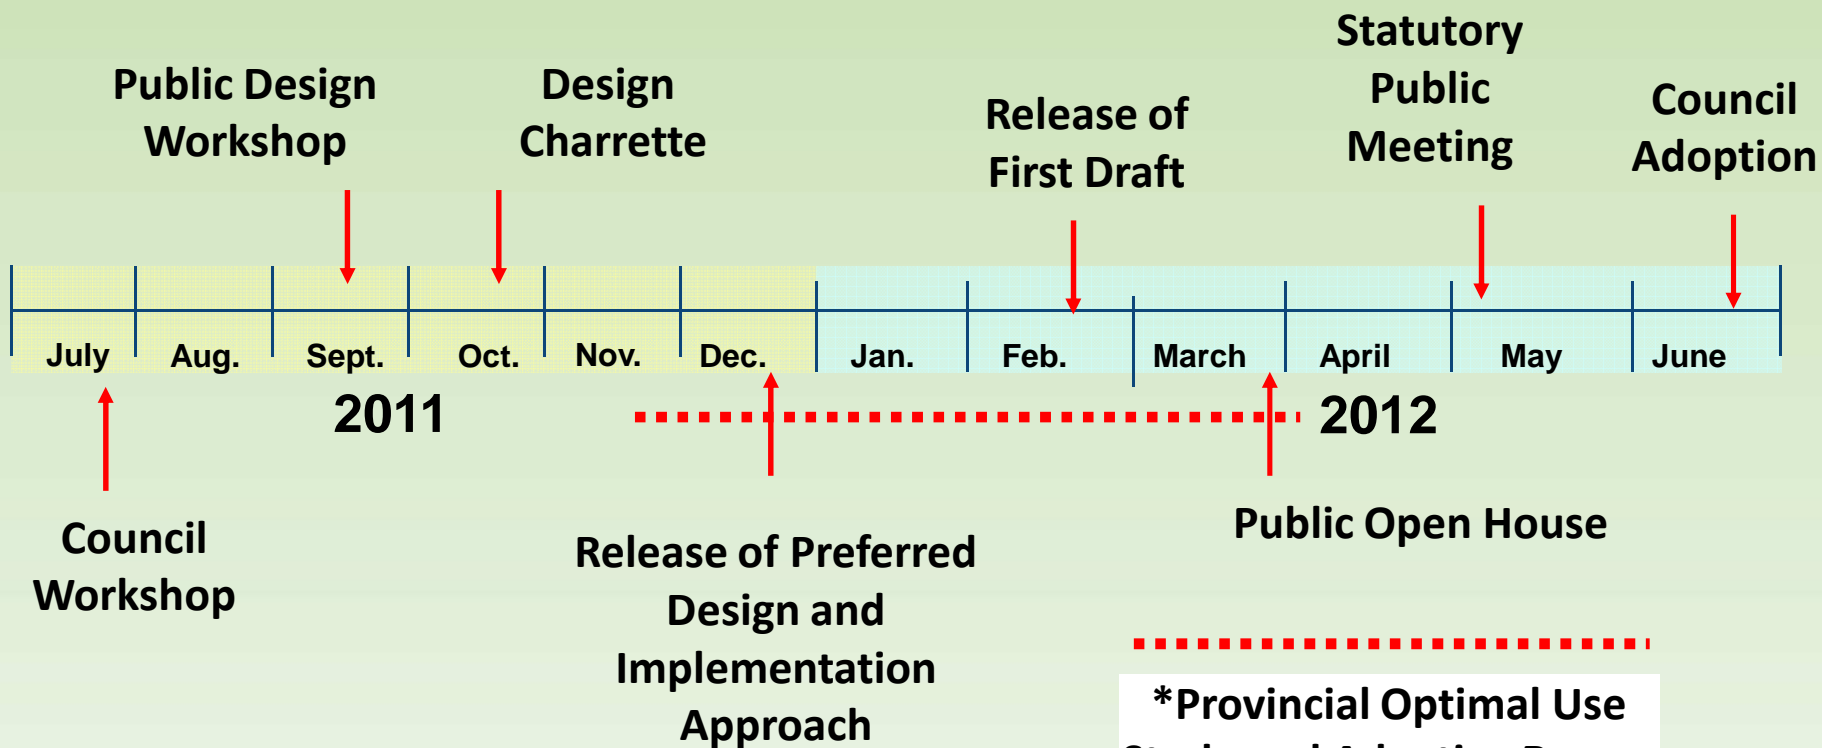 Public Design
Workshop
Design
Charrette
Release of
First Draft
Statutory
Public
Meeting
Council
Adoption
July
Aug.
Sept.
Oct.
Nov.
Dec.
Jan.
Feb.
March
April
May
June
2011
2012
Council
Workshop
Release of Preferred
Design and
Implementation
Approach
Public Open House
*Provincial Optimal Use